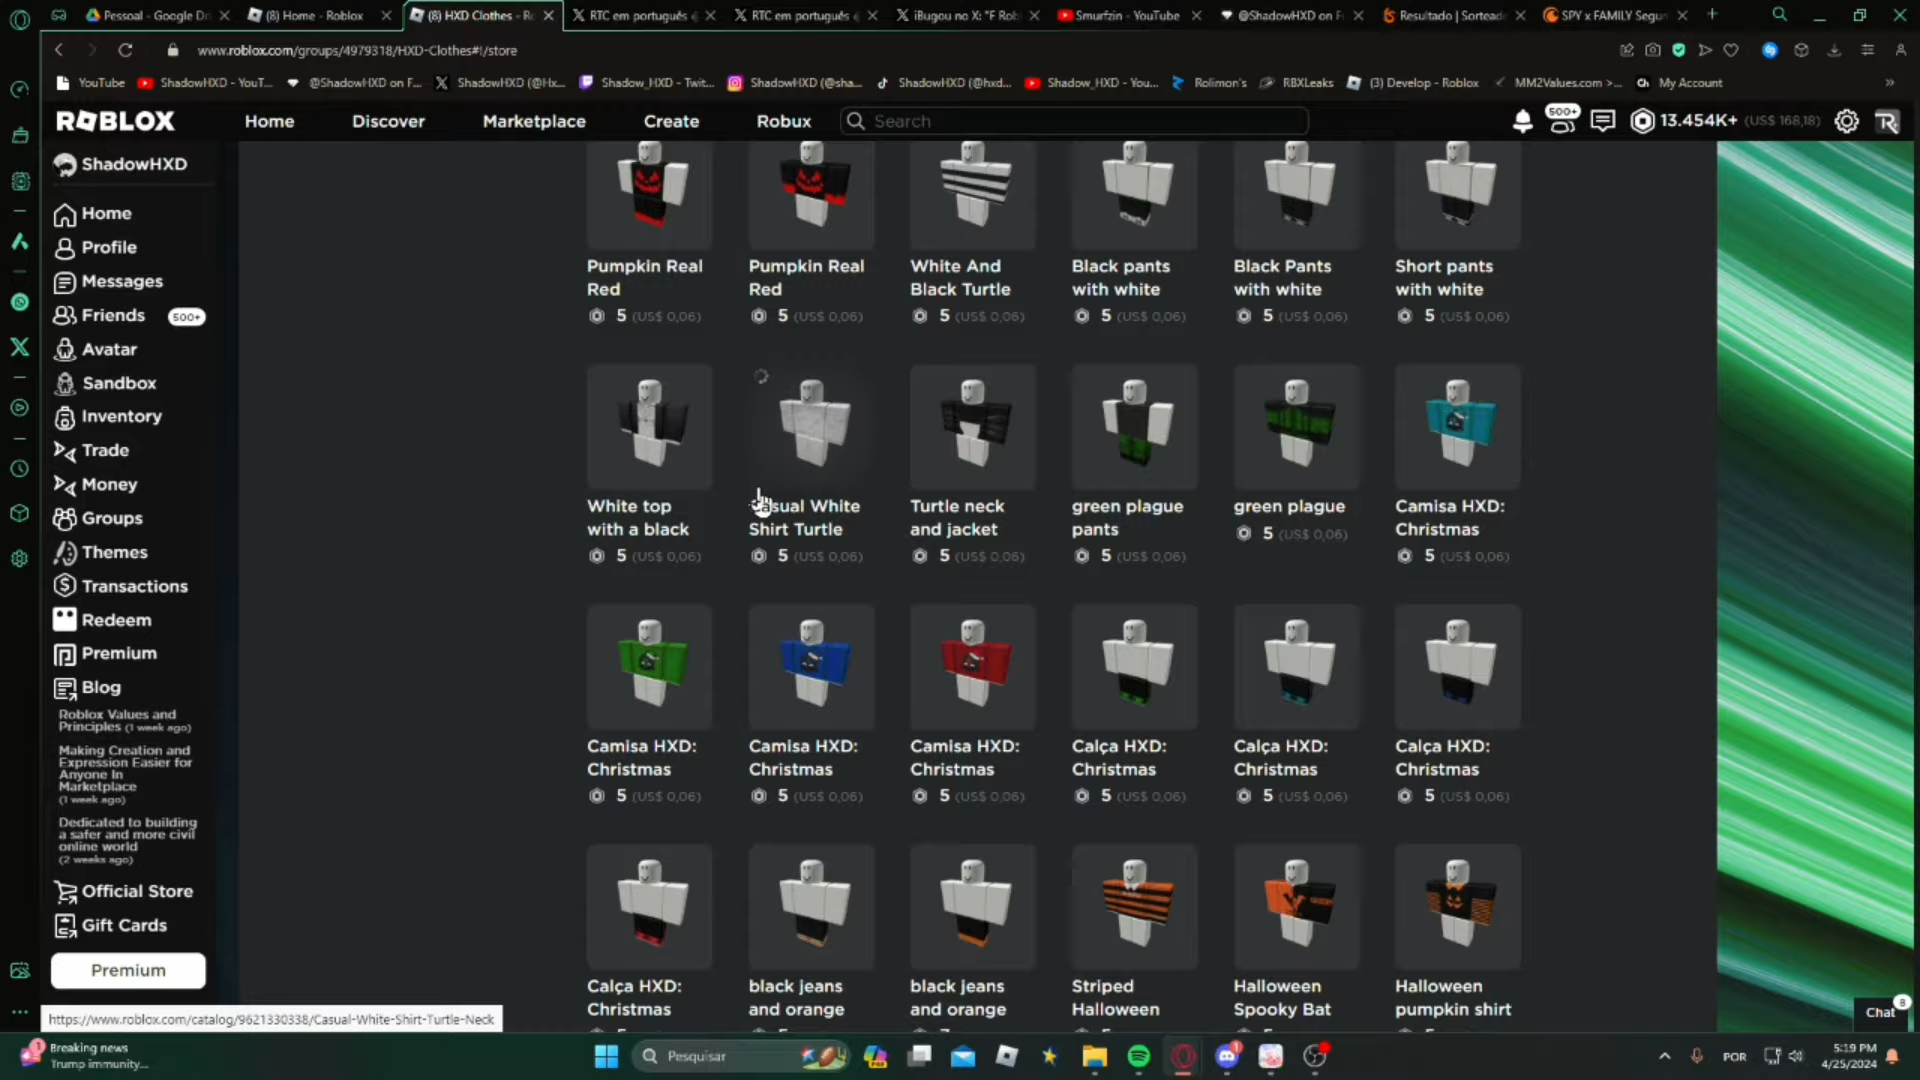 Pessoal - Google Dr
(8) Home - Roblox
(8) HXD Clothes - Ro
RTC em português
RTC em português
iBugou no X: "F Rob
Smurfzin - YouTube
@ShadowHXD on F
Resultado | Sortead
SPY x FAMILY Segun
www.roblox.com/groups/4979318/HXD-Clothes#!/store
YouTube
ShadowHXD - YouT...
@ShadowHXD on F...
ShadowHXD (@Hx...
Shadow_HXD - Twit...
ShadowHXD (@sha...
ShadowHXD (@hxd...
Shadow_HXD - You...
Rolimon's
RBXLeaks
(3) Develop - Roblox
MM2Values.com >...
My Account
ROBLOX
Home
Discover
Marketplace
Create
Robux
Search
500+
13.454K+ (US$ 168,18)
ShadowHXD
Home
Profile
Messages
Friends 500+
Avatar
Sandbox
Inventory
Trade
Money
Groups
Themes
Transactions
Redeem
Premium
Blog
Roblox Values and
Principles (1 week ago)
Making Creation and
Expression Easier for
Anyone In
Marketplace
(1 week ago)
Dedicated to building
a safer and more civil
online world
(2 weeks ago)
Official Store
Gift Cards
Premium
Pumpkin Real
Red
5 (US$ 0,06)
Pumpkin Real
Red
5 (US$ 0,06)
White And
Black Turtle
5 (US$ 0,06)
Black pants
with white
5 (US$ 0,06)
Black Pants
with white
5 (US$ 0,06)
Short pants
with white
5 (US$ 0,06)
White top
with a black
5 (US$ 0,06)
Casual White
Shirt Turtle
5 (US$ 0,06)
Turtle neck
and jacket
5 (US$ 0,06)
green plague
pants
5 (US$ 0,06)
green plague
5 (US$ 0,06)
Camisa HXD:
Christmas
5 (US$ 0,06)
Camisa HXD:
Christmas
5 (US$ 0,06)
Camisa HXD:
Christmas
5 (US$ 0,06)
Camisa HXD:
Christmas
5 (US$ 0,06)
Calça HXD:
Christmas
5 (US$ 0,06)
Calça HXD:
Christmas
5 (US$ 0,06)
Calça HXD:
Christmas
5 (US$ 0,06)
Calça HXD:
Christmas
black jeans
and orange
black jeans
and orange
Striped
Halloween
Halloween
Spooky Bat
Halloween
pumpkin shirt
Chat
8
https://www.roblox.com/catalog/9621330338/Casual-White-Shirt-Turtle-Neck
1
Breaking news
Trump immunity...
Pesquisar
1
POR
5:19 PM
4/25/2024